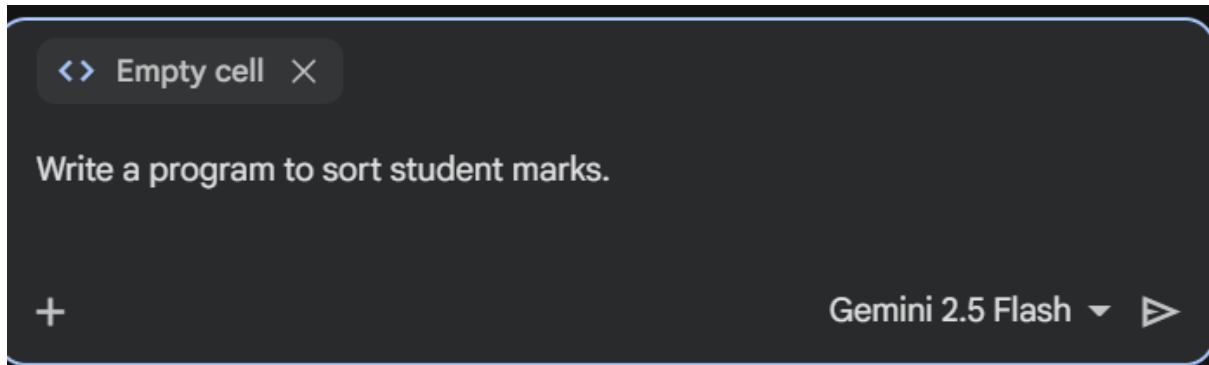 <> Empty cell ×
Write a program to sort student marks.
+
Gemini 2.5 Flash